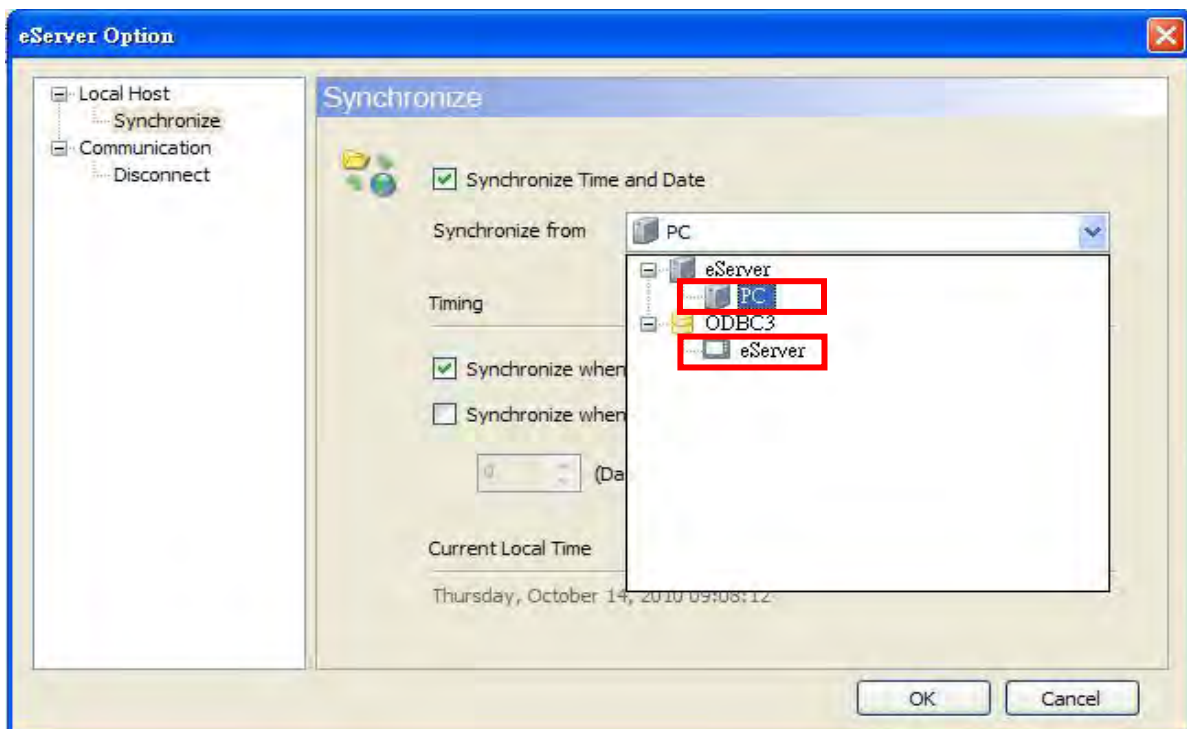 eServer Option
Local Host
Synchronize
Communication
Disconnect
Synchronize
Synchronize Time and Date
Synchronize from
PC
eServer
PC
ODBC3
eServer
Timing
Synchronize when
Synchronize when
0
(Da
Current Local Time
Thursday, October 14, 2010 09:08:12
OK
Cancel